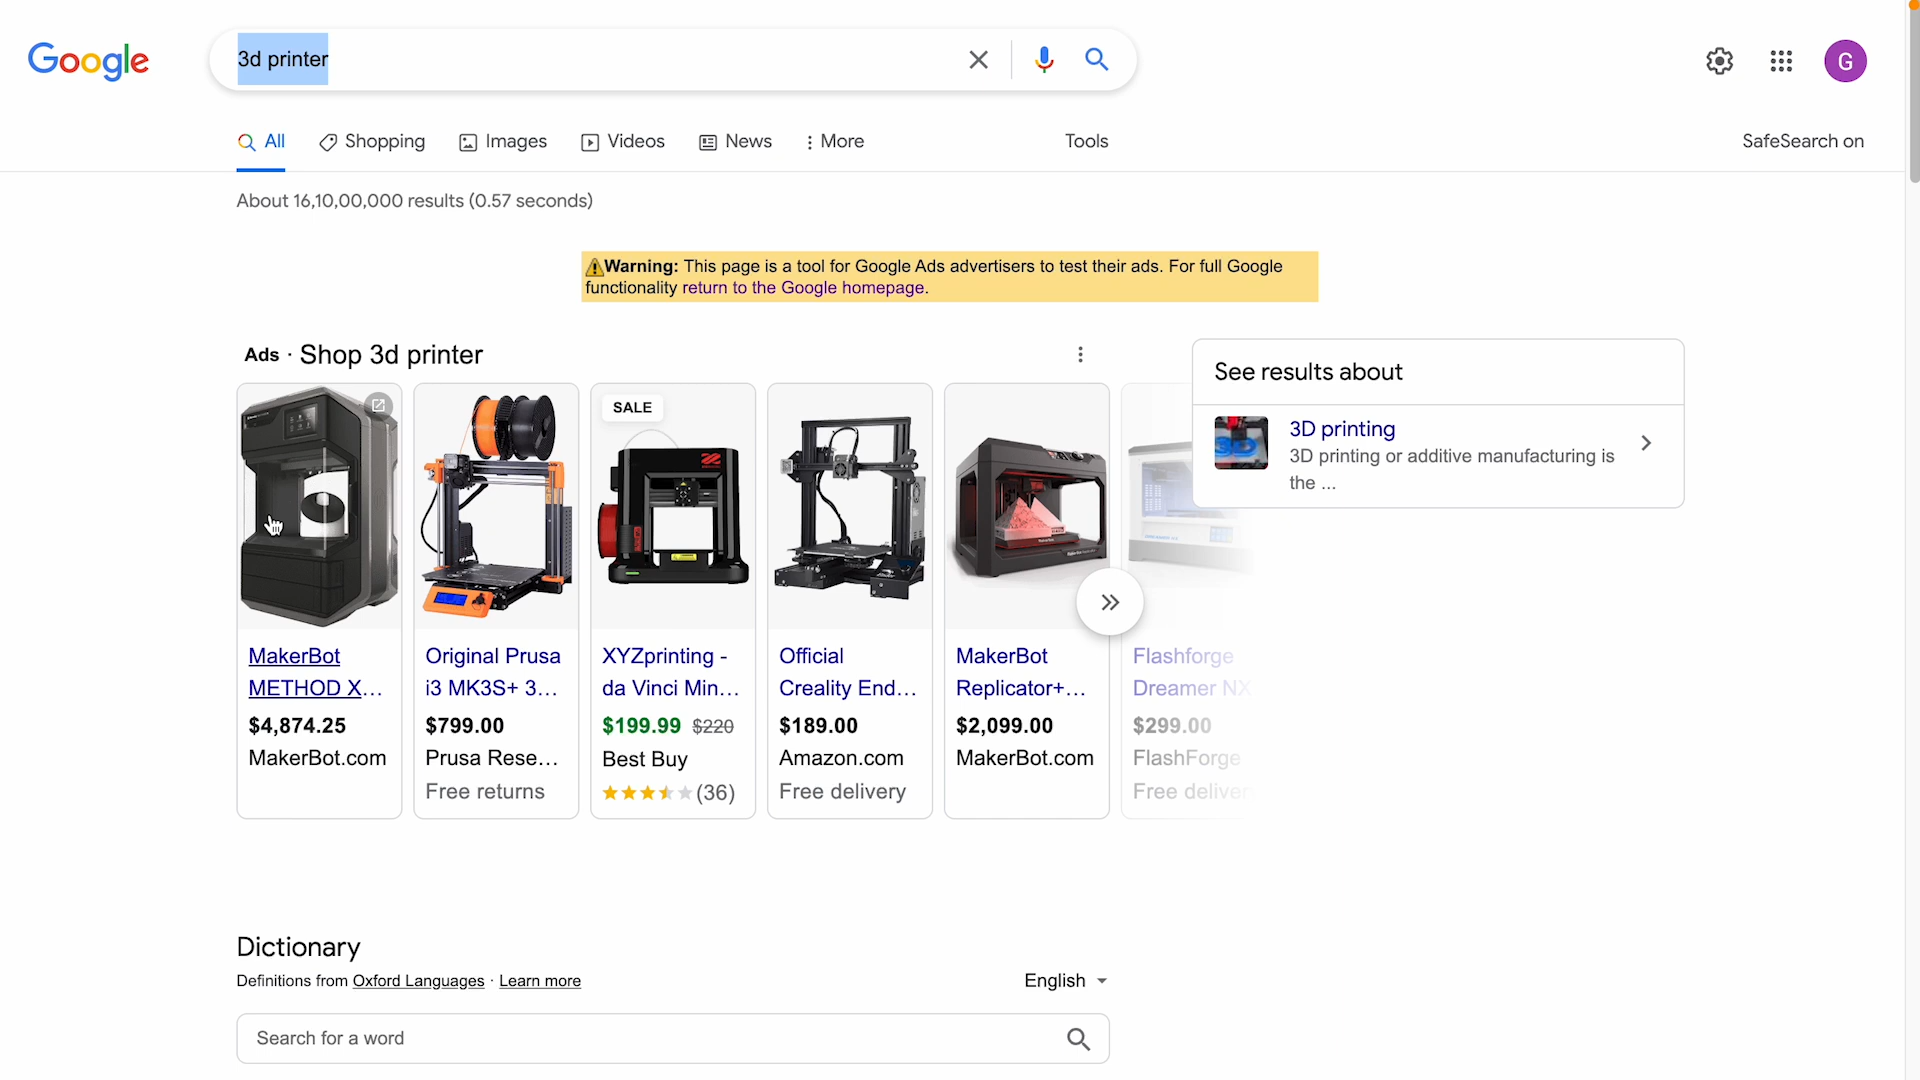 Google
3d printer
G
All
Shopping
Images
Videos
News
More
Tools
SafeSearch on
About 16,10,00,000 results (0.57 seconds)
Warning: This page is a tool for Google Ads advertisers to test their ads. For full Google
functionality return to the Google homepage.
Ads · Shop 3d printer
MakerBot
METHOD X...
$4,874.25
MakerBot.com
Original Prusa
i3 MK3S+ 3...
$799.00
Prusa Rese...
Free returns
SALE
XYZprinting -
da Vinci Min...
$199.99 $220
Best Buy
(36)
Official
Creality End...
$189.00
Amazon.com
Free delivery
MakerBot
Replicator+...
$2,099.00
MakerBot.com
Flashforge
Dreamer NX
$299.00
FlashForge
Free deliver
See results about
3D printing
3D printing or additive manufacturing is
the ...
Dictionary
Definitions from Oxford Languages · Learn more
English
Search for a word